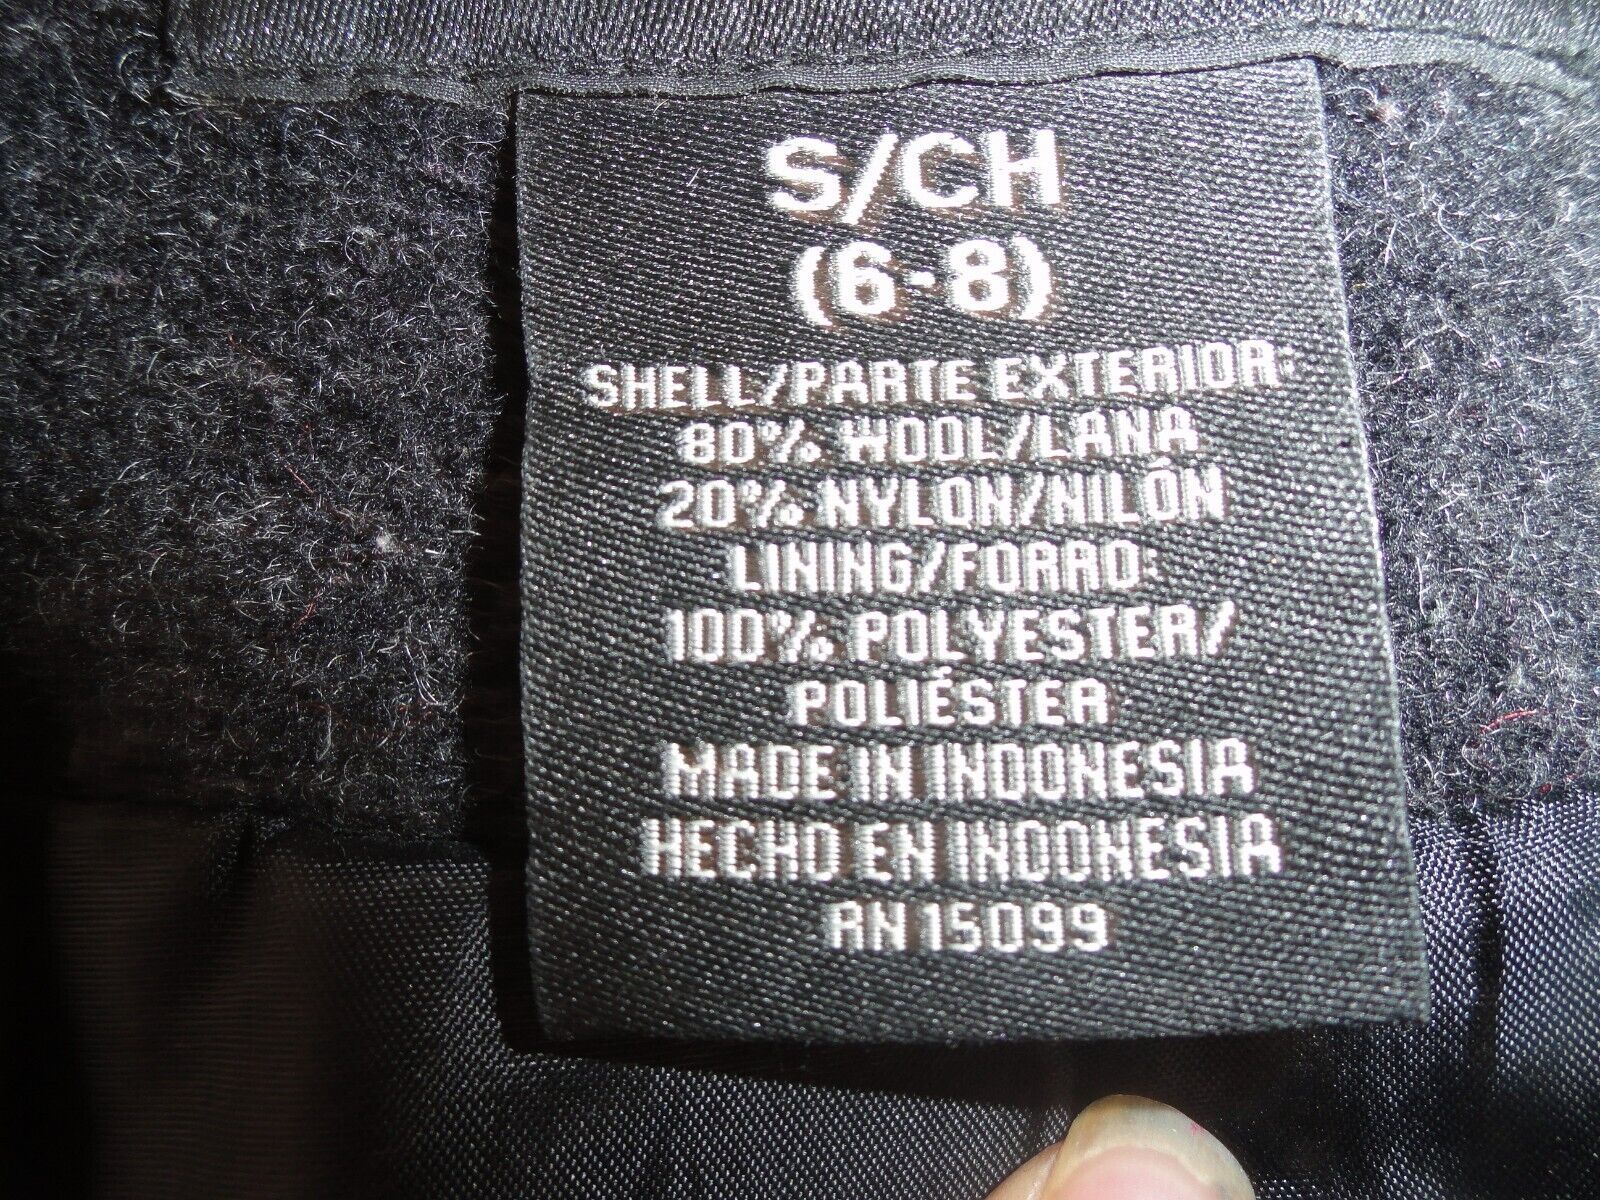 S/CH
(6-8)
SHELL/PARTE EXTERIOR:
80% WOOL/LANA
20% NYLON/NILÓN
LINING/FORRO:
100% POLYESTER/
POLIÉSTER
MADE IN INDONESIA
HECHO EN INDONESIA
RN 15099